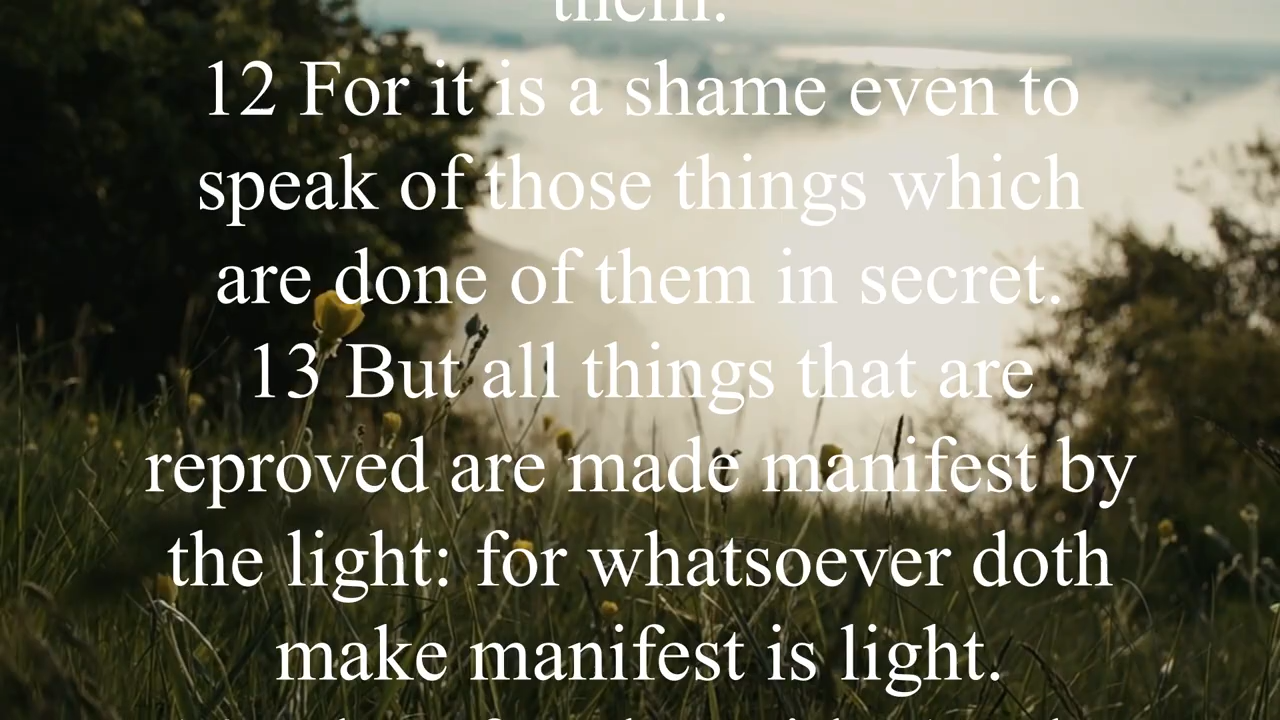 them.
12 For it is a shame even to
speak of those things which
are done of them in secret.
13 But all things that are
reproved are made manifest by
the light: for whatsoever doth
make manifest is light.